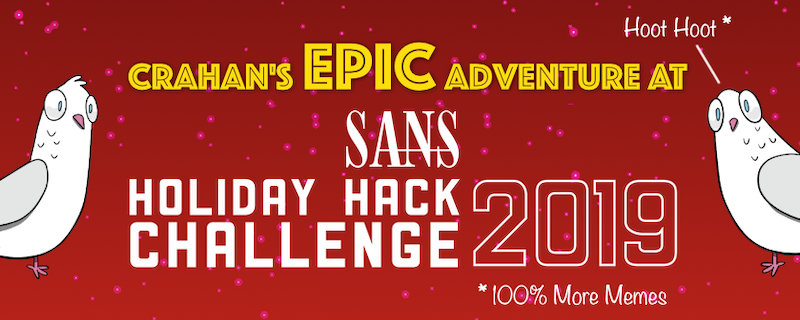 Hoot Hoot *
CRAHAN'S EPIC ADVENTURE AT
SANS
HOLIDAY HACK
CHALLENGE 2019
* 100% More Memes